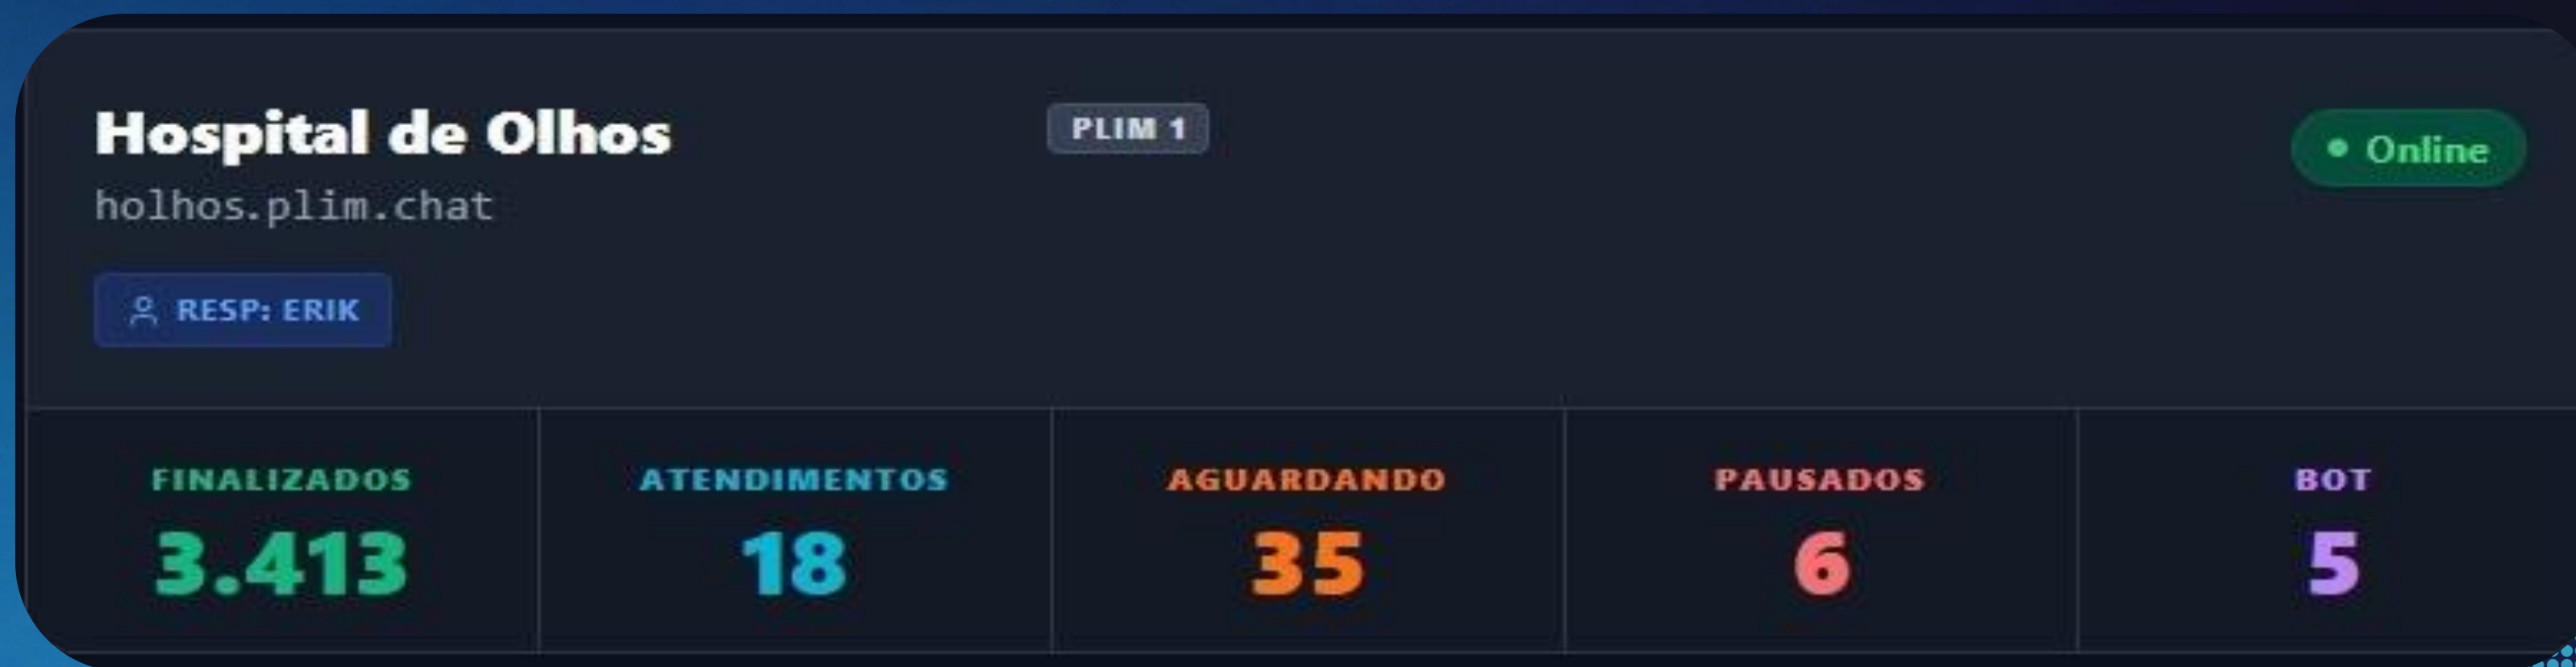 Hospital de Olhos
PLIM 1
Online
holhos.plim.chat
RESP: ERIK
FINALIZADOS
3.413
ATENDIMENTOS
18
AGUARDANDO
35
PAUSADOS
6
BOT
5